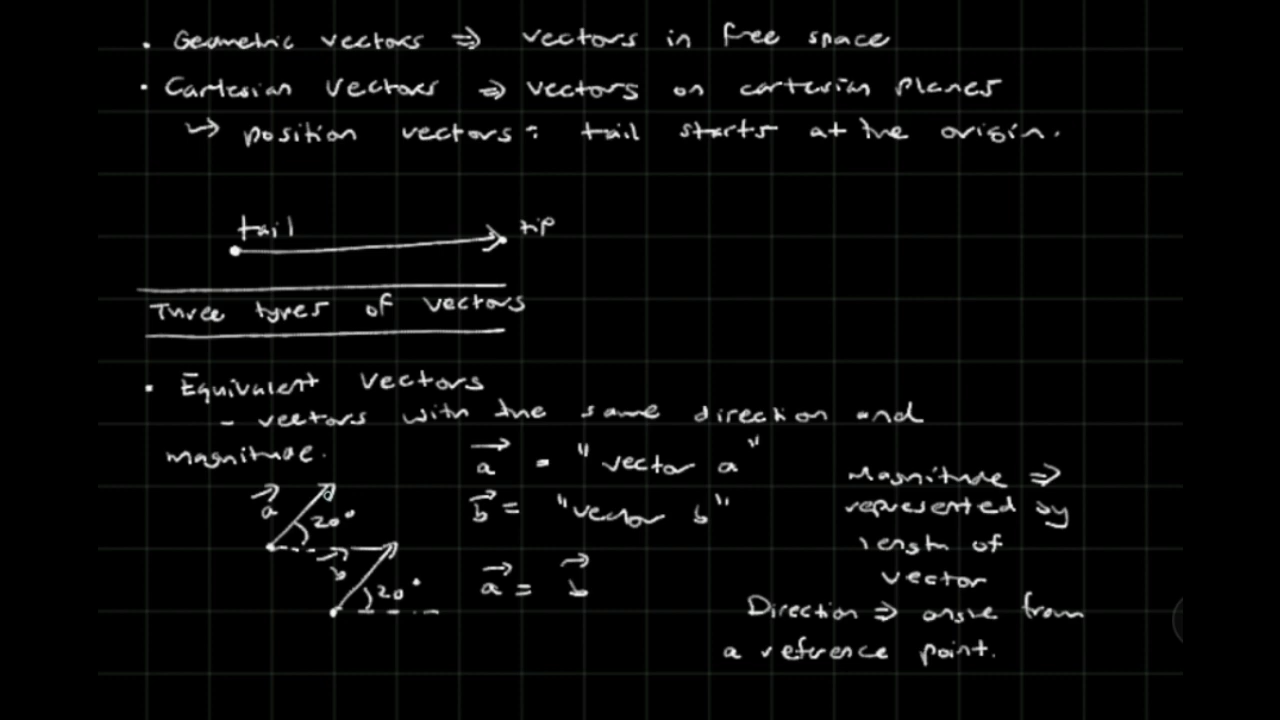 • Geometric vectors ⇒ vectors in free space
• Cartesian Vectors ⇒ vectors on cartesian planes
↳ position vectors: tail starts at the origin.
tail tip
Three types of vectors
• Equivalent vectors
- vectors with the same direction and
magnitude.
a⃗ = "vector a"
b⃗ = "vector b"
a⃗ = b⃗
a⃗ 20°
b⃗ 20°
Magnitude ⇒
represented by
length of
vector
Direction ⇒ angle from
a reference point.